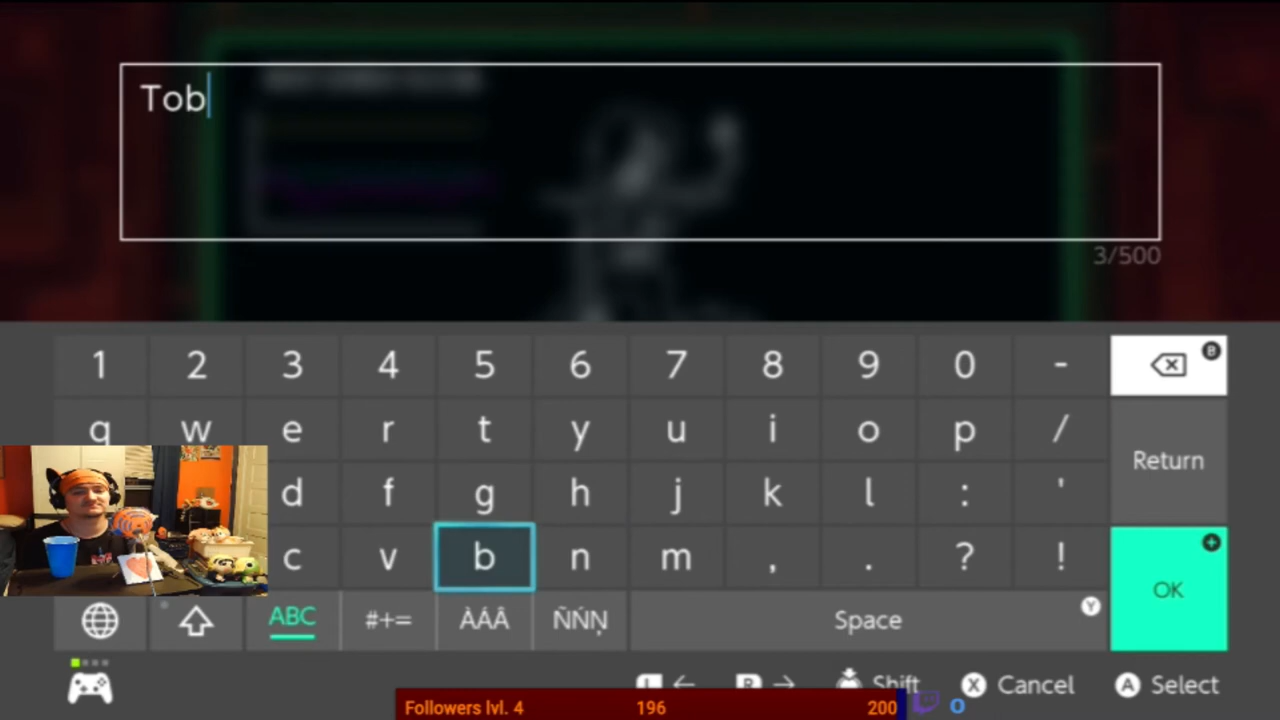 Tob
3/500
1 2 3 4 5 6 7 8 9 0 -
q w e r t y u i o p /
Return
d f g h j k l : '
c v b n m , . ? !
OK
ABC #+= ÀÁÂ ÑŃŅ Space
L ← R → Shift X Cancel A Select
Followers lvl. 4 196 200